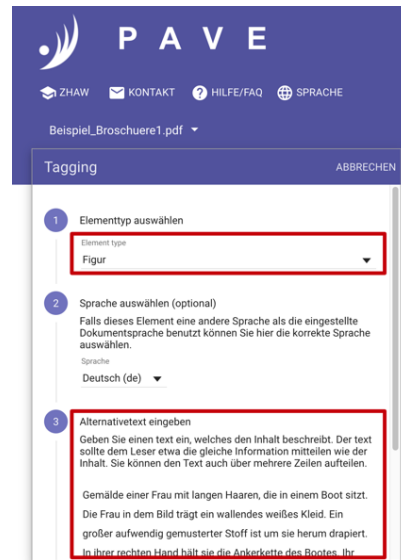 PAVE
ZHAW KONTAKT HILFE/FAQ SPRACHE
Beispiel_Broschuere1.pdf
Tagging ABBRECHEN
1 Elementtyp auswählen
Element type
Figur
2 Sprache auswählen (optional)
Falls dieses Element eine andere Sprache als die eingestellte
Dokumentsprache benutzt können Sie hier die korrekte Sprache
auswählen.
Sprache
Deutsch (de)
3 Alternativetext eingeben
Geben Sie einen text ein, welches den Inhalt beschreibt. Der text
sollte dem Leser etwa die gleiche Information mitteilen wie der
Inhalt. Sie können den Text auch über mehrere Zeilen aufteilen.
Gemälde einer Frau mit langen Haaren, die in einem Boot sitzt.
Die Frau in dem Bild trägt ein wallendes weißes Kleid. Ein
großer aufwendig gemusterter Stoff ist um sie herum drapiert.
In ihrer rechten Hand hält sie die Ankerkette des Bootes. Ihr